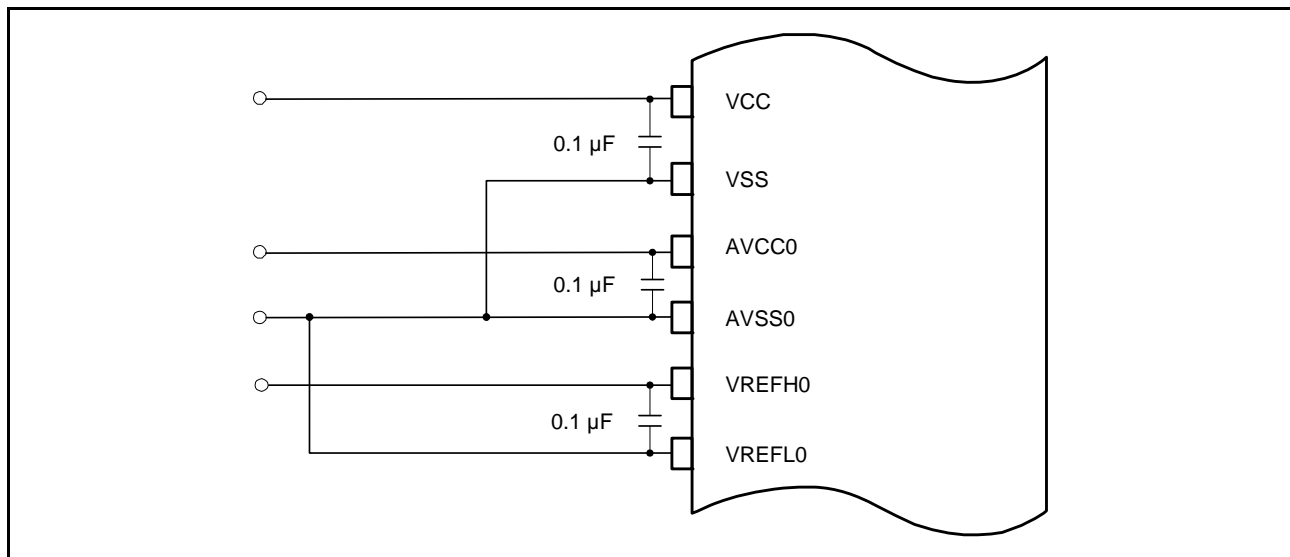 VCC
0.1 µF
VSS
AVCC0
0.1 µF
AVSS0
VREFH0
0.1 µF
VREFL0